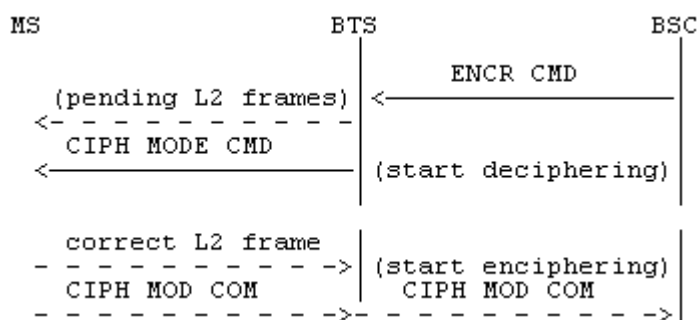 MS BTS BSC
ENCR CMD
(pending L2 frames)
CIPH MODE CMD
(start deciphering)
correct L2 frame
(start enciphering)
CIPH MOD COM CIPH MOD COM